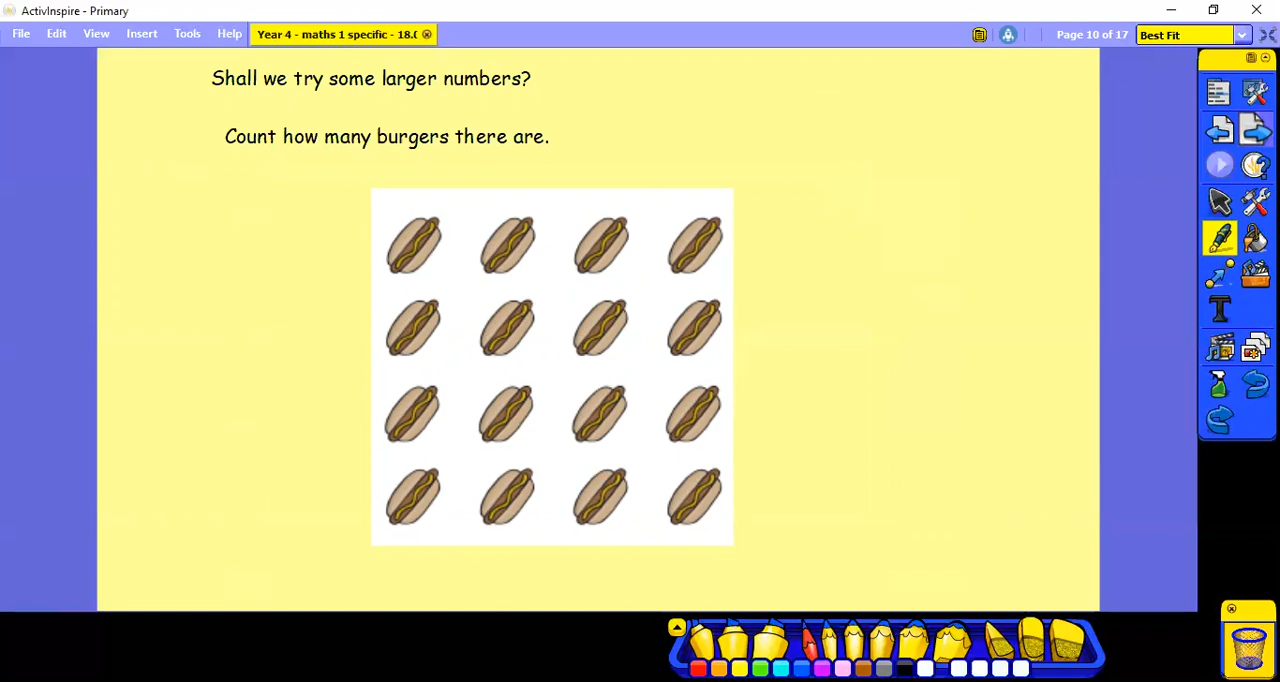 ActivInspire - Primary
File Edit View Insert Tools Help Year 4 - maths 1 specific - 18.( Page 10 of 17 Best Fit
Shall we try some larger numbers?
Count how many burgers there are.